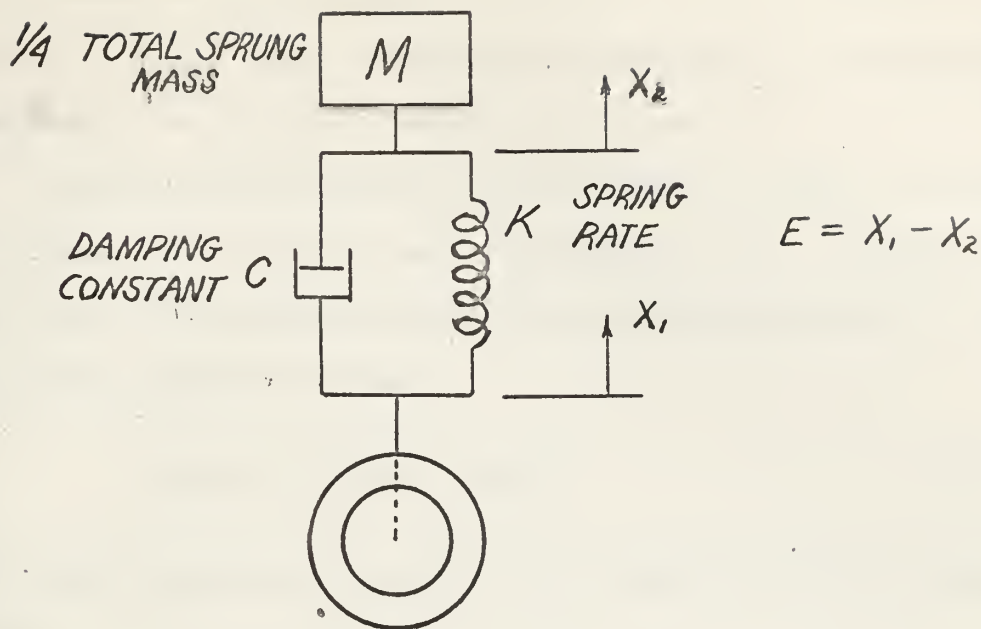 1/4 TOTAL SPRUNG
MASS
M
X₂
DAMPING
CONSTANT C
K SPRING
RATE
E = X₁ - X₂
X₁